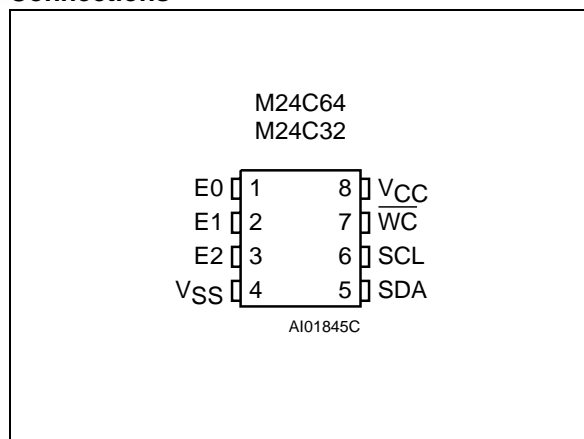 M24C64
M24C32
E0 1 8 VCC
E1 2 7 WC
E2 3 6 SCL
VSS 4 5 SDA
AI01845C